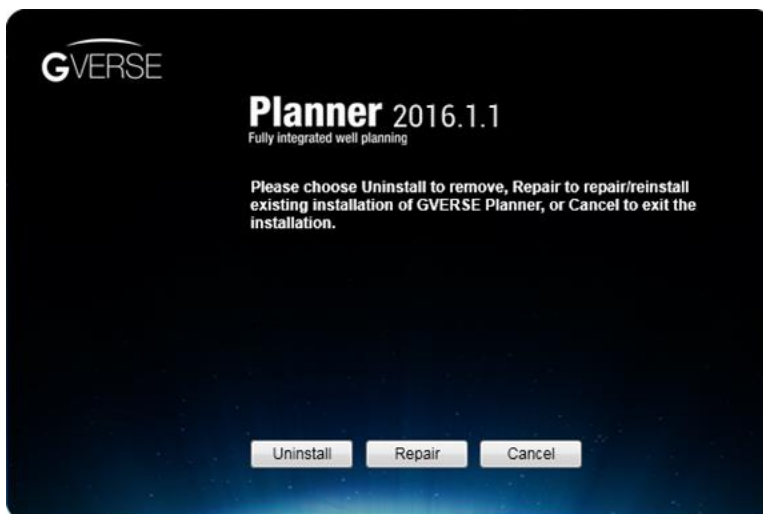 GVERSE
Planner 2016.1.1
Fully integrated well planning
Please choose Uninstall to remove, Repair to repair/reinstall
existing installation of GVERSE Planner, or Cancel to exit the
installation.
Uninstall Repair Cancel